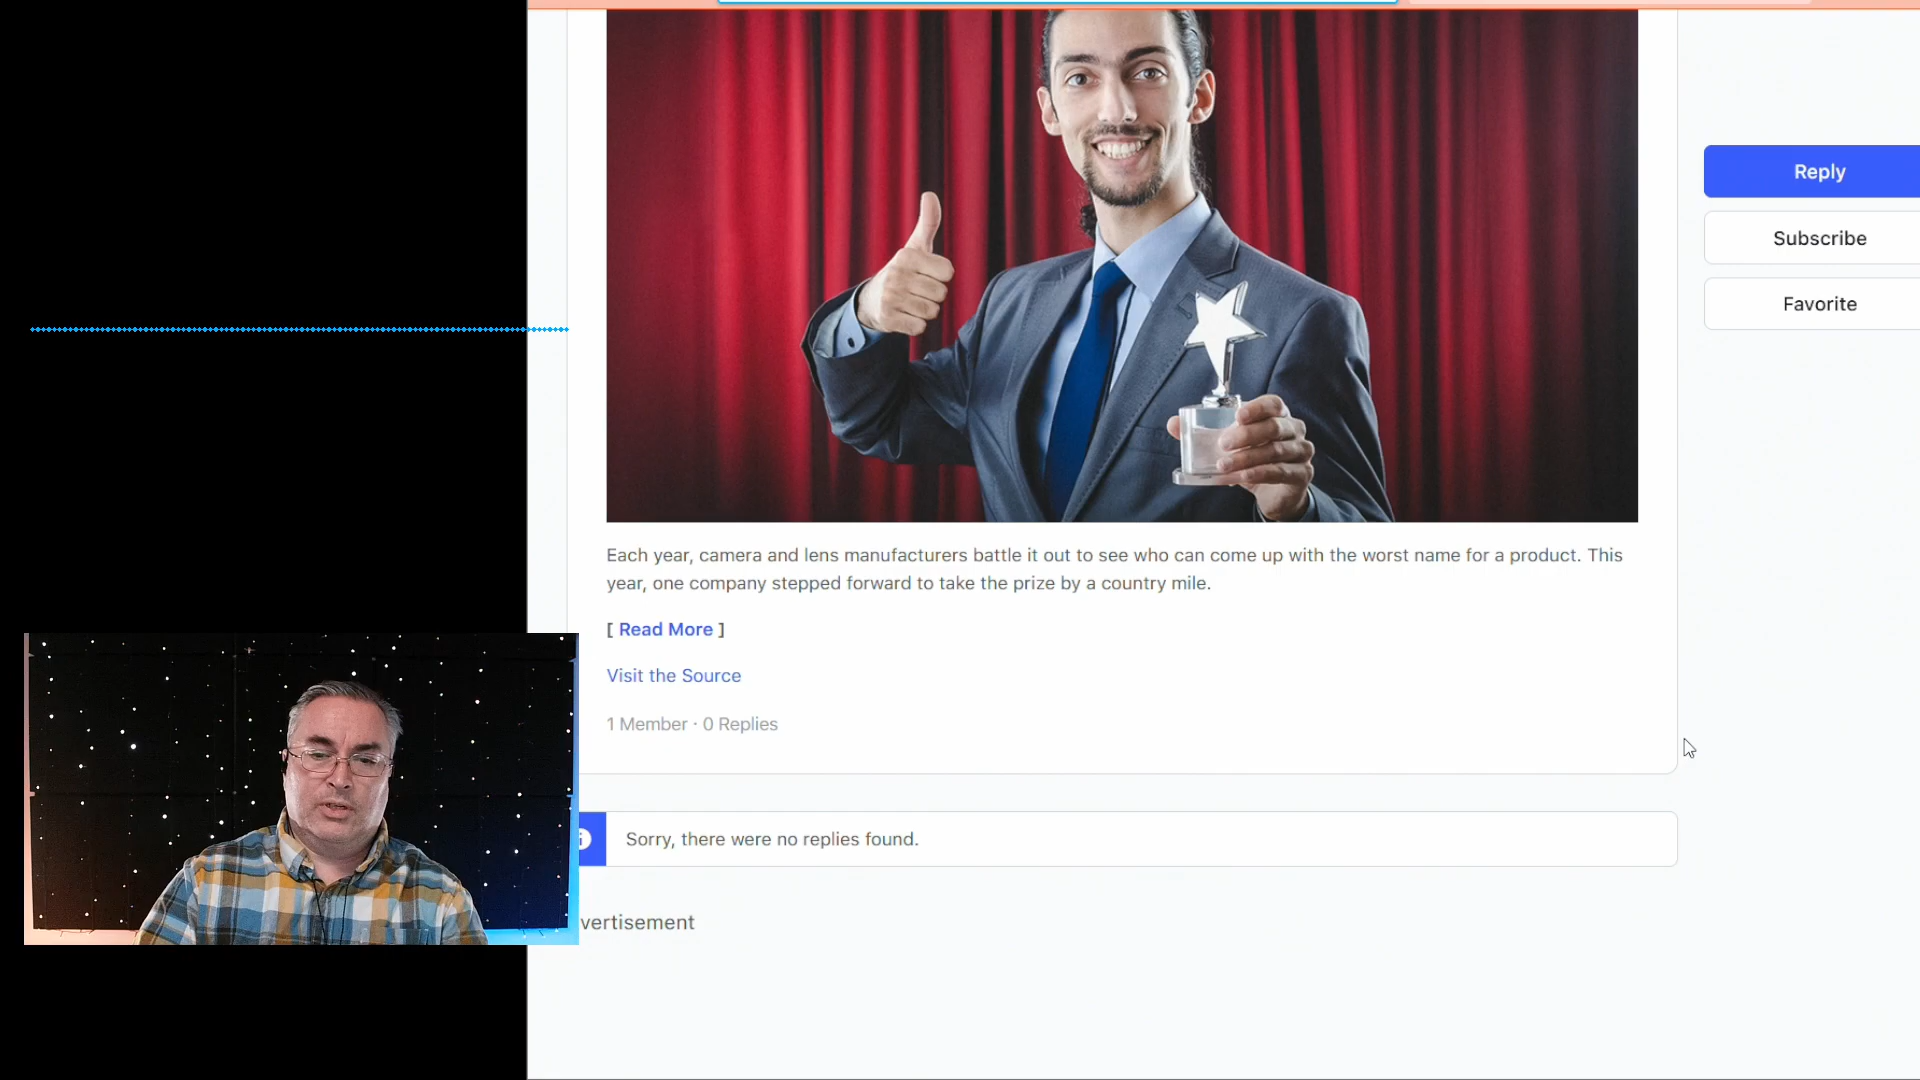 Reply
Subscribe
Favorite
Each year, camera and lens manufacturers battle it out to see who can come up with the worst name for a product. This
year, one company stepped forward to take the prize by a country mile.
[ Read More ]
Visit the Source
1 Member · 0 Replies
Sorry, there were no replies found.
vertisement